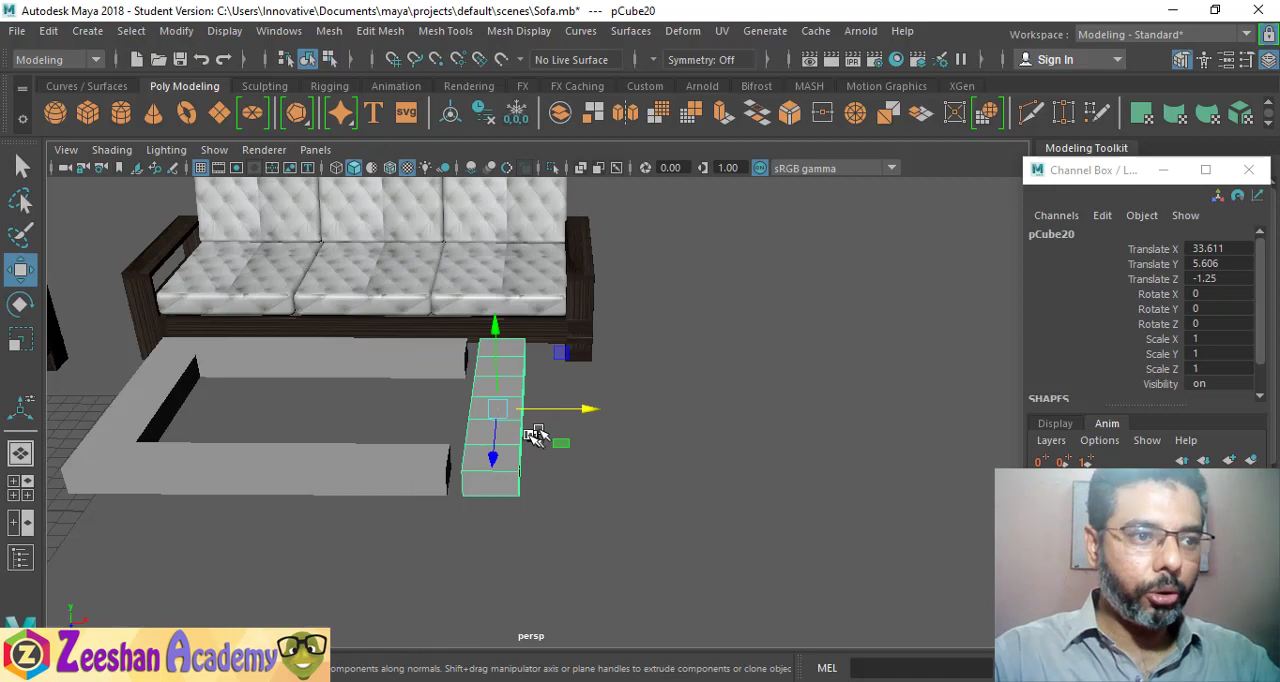 Autodesk Maya 2018 - Student Version: C:\Users\Innovative\Documents\maya\projects\default\scenes\Sofa.mb* --- pCube20
File Edit Create Select Modify Display Windows Mesh Edit Mesh Mesh Tools Mesh Display Curves Surfaces Deform UV Generate Cache Arnold Help
Workspace : Modeling - Standard*
Modeling No Live Surface Symmetry: Off Sign In
Curves / Surfaces Poly Modeling Sculpting Rigging Animation Rendering FX FX Caching Custom Arnold Bifrost MASH Motion Graphics XGen
T svg 0,0,0
View Shading Lighting Show Renderer Panels
Modeling Toolkit
0.00 1.00 sRGB gamma
Channel Box / L...
Channels Edit Object Show
pCube20
Translate X 33.611
Translate Y 5.606
Translate Z -1.25
Rotate X 0
Rotate Y 0
Rotate Z 0
Scale X 1
Scale Y 1
Scale Z 1
Visibility on
SHAPES
Display Anim
Layers Options Show Help
y
x
persp
Zeeshan Academy
components along normals. Shift+drag manipulator axis or plane handles to extrude components or clone objec
MEL